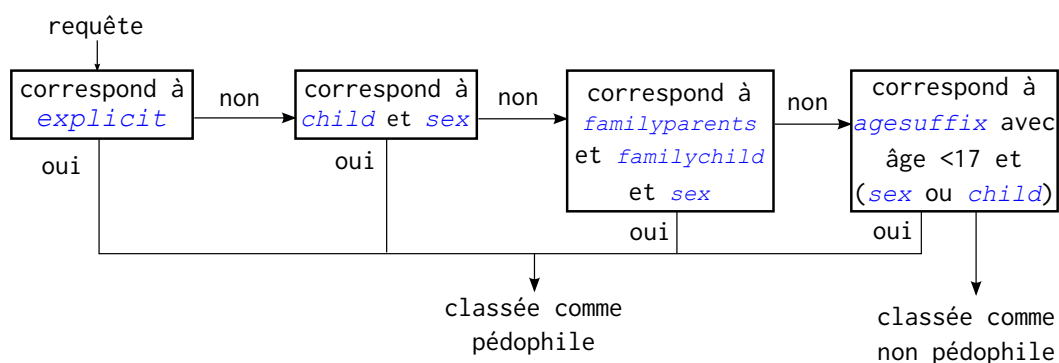 requête
correspond à
explicit
oui
non
correspond à
child et sex
oui
non
correspond à
familyparents
et familychild
et sex
oui
non
correspond à
agesuffix avec
âge <17 et
(sex ou child)
oui
classée comme
pédophile
classée comme
non pédophile